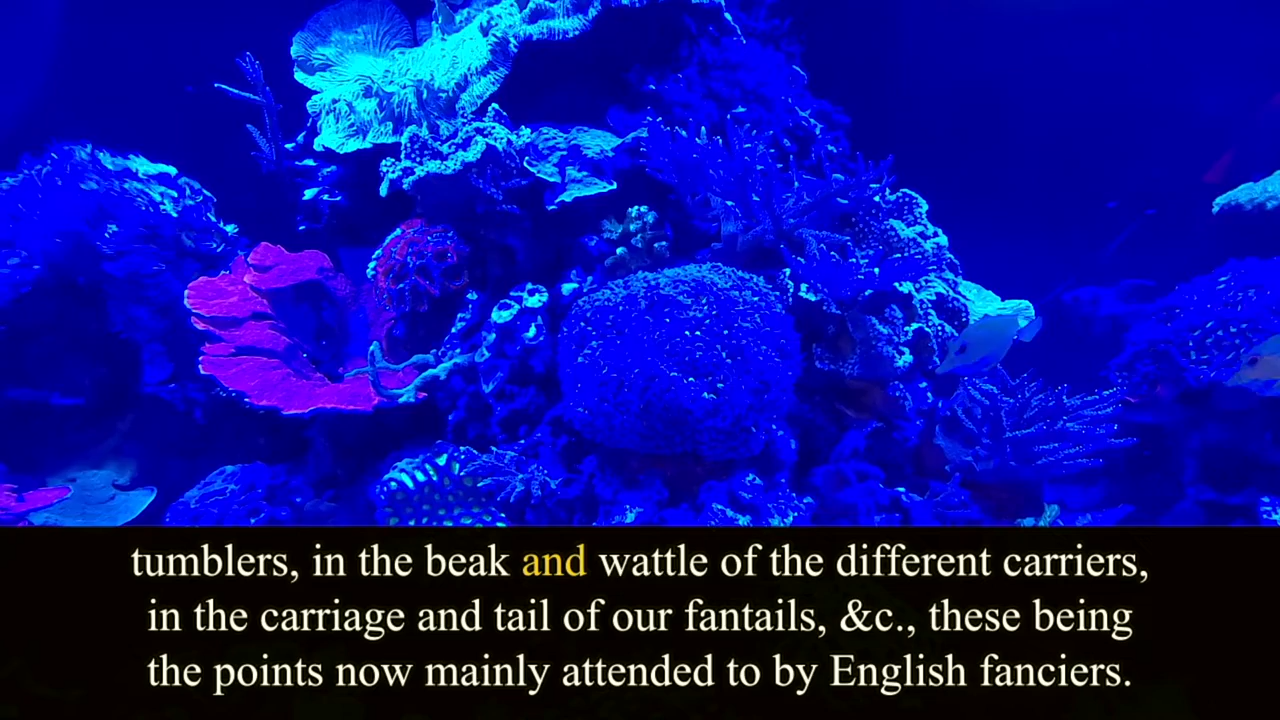 tumblers, in the beak and wattle of the different carriers,
in the carriage and tail of our fantails, &c., these being
the points now mainly attended to by English fanciers.